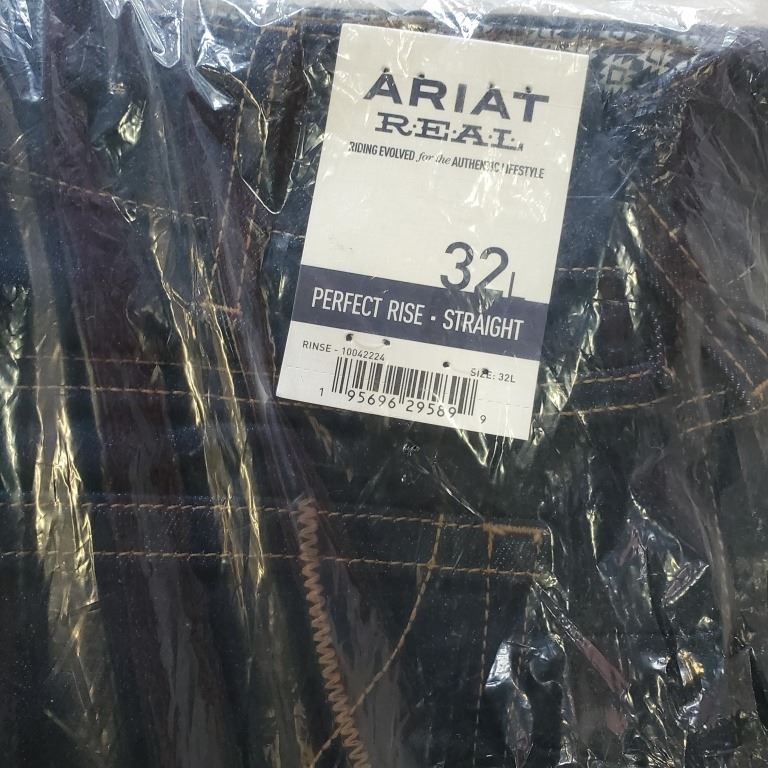 ARIAT
R·E·A·L.
RIDING EVOLVED for the AUTHENTIC LIFESTYLE
32L
PERFECT RISE · STRAIGHT
RINSE - 10042224
SIZE: 32L
1 95696 29589 9